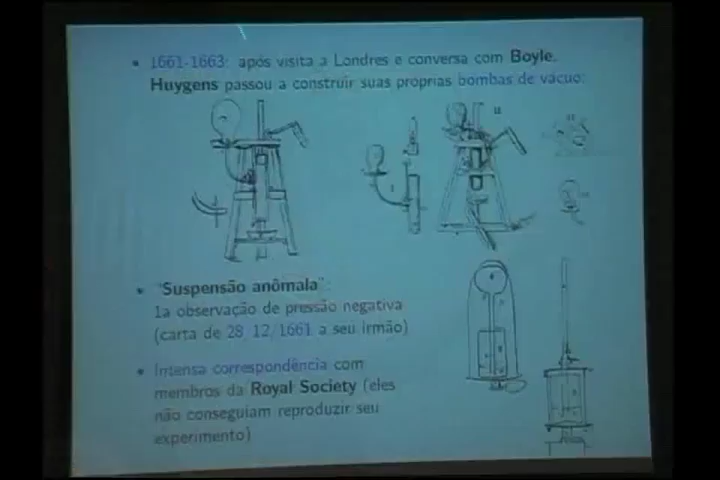 • 1661-1663: após visita a Londres e conversa com Boyle,
Huygens passou a construir suas proprias bombas de vácuo:
• "Suspensão anômala":
1a observação de pressão negativa
(carta de 28/12/1661 a seu irmão)
• Intensa correspondência com
membros da Royal Society (eles
não conseguiam reproduzir seu
experimento)